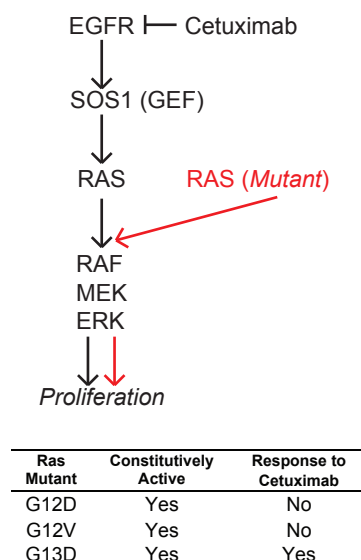 EGFR Cetuximab
SOS1 (GEF)
RAS RAS (Mutant)
RAF
MEK
ERK
Proliferation
Ras Mutant Constitutively Active Response to Cetuximab
G12D Yes No
G12V Yes No
G13D Yes Yes